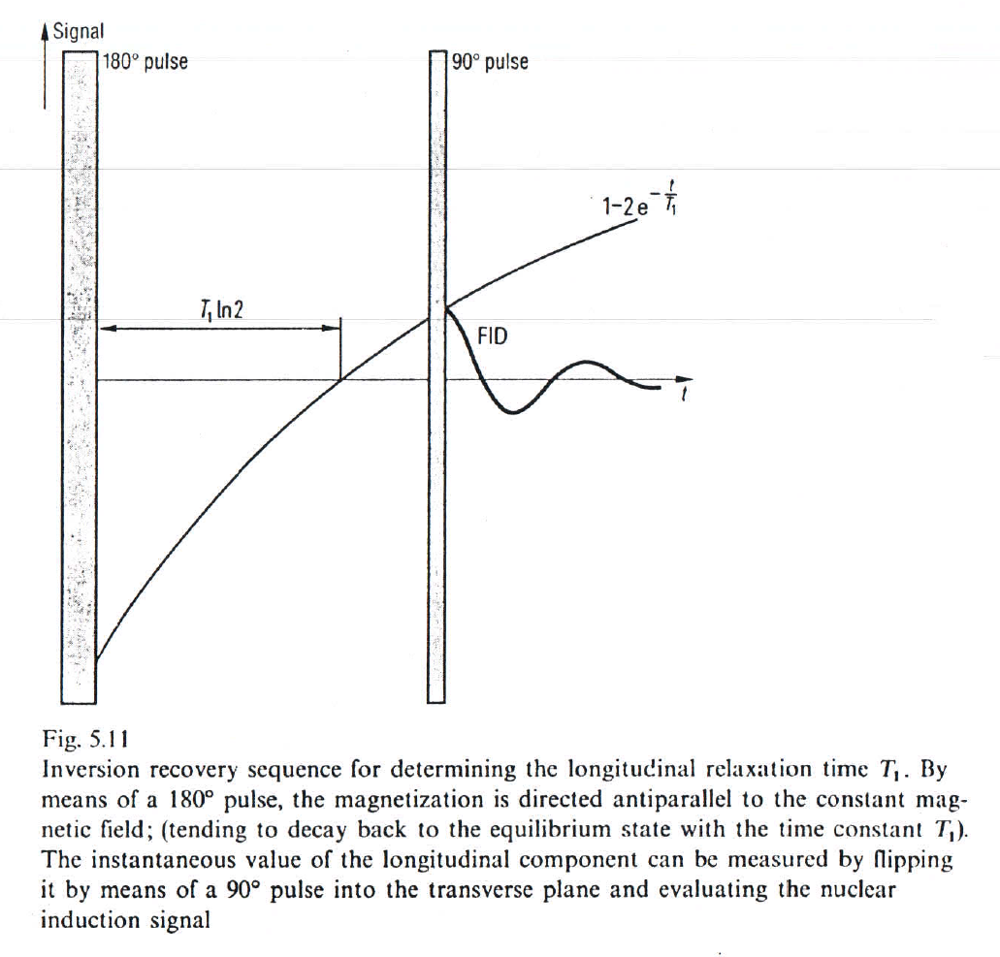 Signal
180° pulse
90° pulse
1-2e^-t/T₁
T₁ ln2
FID
t
Fig. 5.11
Inversion recovery sequence for determining the longitudinal relaxation time T₁. By
means of a 180° pulse, the magnetization is directed antiparallel to the constant mag-
netic field; (tending to decay back to the equilibrium state with the time constant T₁).
The instantaneous value of the longitudinal component can be measured by flipping
it by means of a 90° pulse into the transverse plane and evaluating the nuclear
induction signal